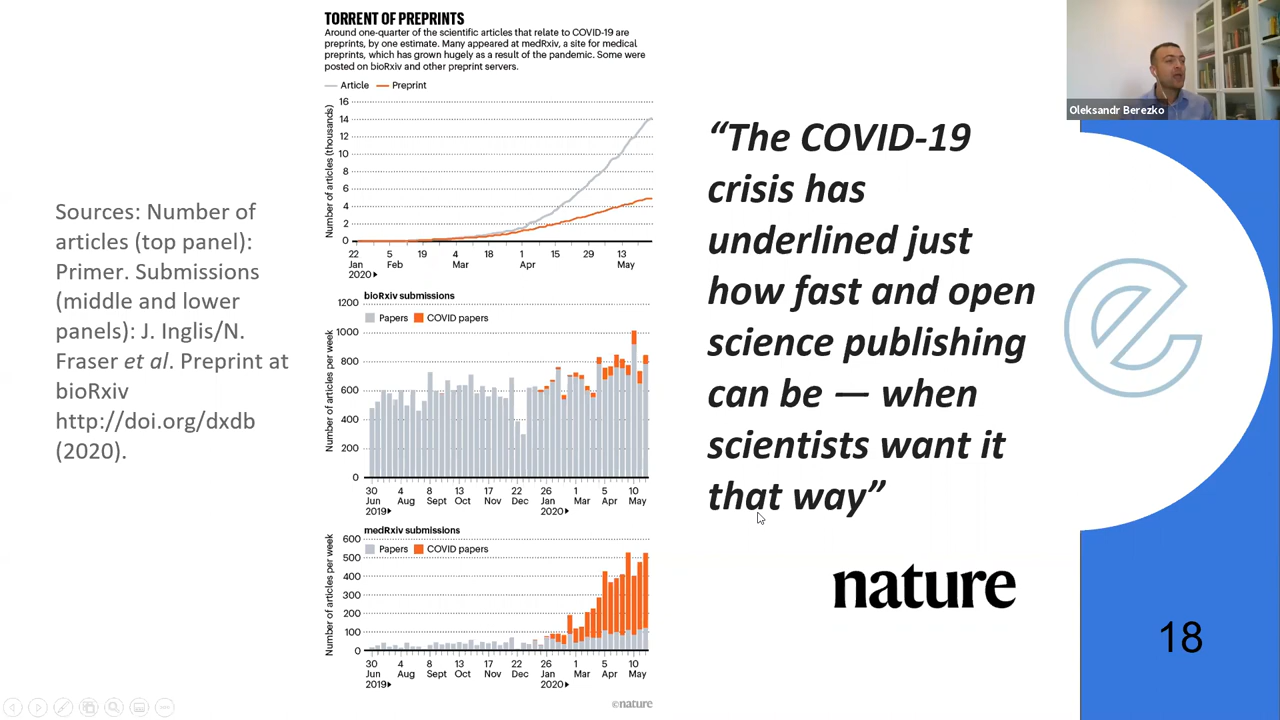 TORRENT OF PREPRINTS
Around one-quarter of the scientific articles that relate to COVID-19 are
preprints, by one estimate. Many appeared at medRxiv, a site for medical
preprints, which has grown hugely as a result of the pandemic. Some were
posted on bioRxiv and other preprint servers.
Article Preprint
Number of articles (thousands)
16
14
12
10
8
6
4
2
0
22 5 19 4 18 1 15 29 13
Jan Feb Mar Apr May
2020
bioRxiv submissions
Papers COVID papers
Number of articles per week
1200
1000
800
600
400
200
0
30 4 8 13 17 22 26 1 5 10
Jun Aug Sept Oct Nov Dec Jan Mar Apr May
2019 2020
medRxiv submissions
Papers COVID papers
Number of articles per week
600
500
400
300
200
100
0
30 4 8 13 17 22 26 1 5 10
Jun Aug Sept Oct Nov Dec Jan Mar Apr May
2019 2020
©nature
Sources: Number of
articles (top panel):
Primer. Submissions
(middle and lower
panels): J. Inglis/N.
Fraser et al. Preprint at
bioRxiv
http://doi.org/dxdb
(2020).
“The COVID-19
crisis has
underlined just
how fast and open
science publishing
can be — when
scientists want it
that way”
nature
Oleksandr Berezko
e
18